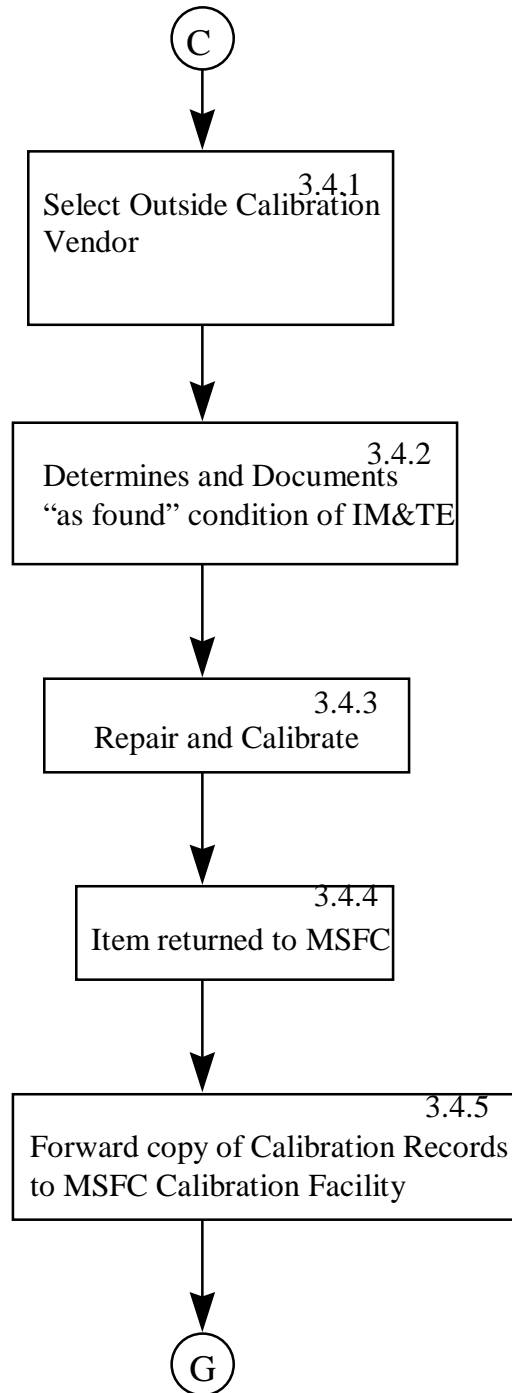 C
3.4.1
Select Outside Calibration
Vendor
3.4.2
Determines and Documents
“as found” condition of IM&TE
3.4.3
Repair and Calibrate
3.4.4
Item returned to MSFC
3.4.5
Forward copy of Calibration Records
to MSFC Calibration Facility
G